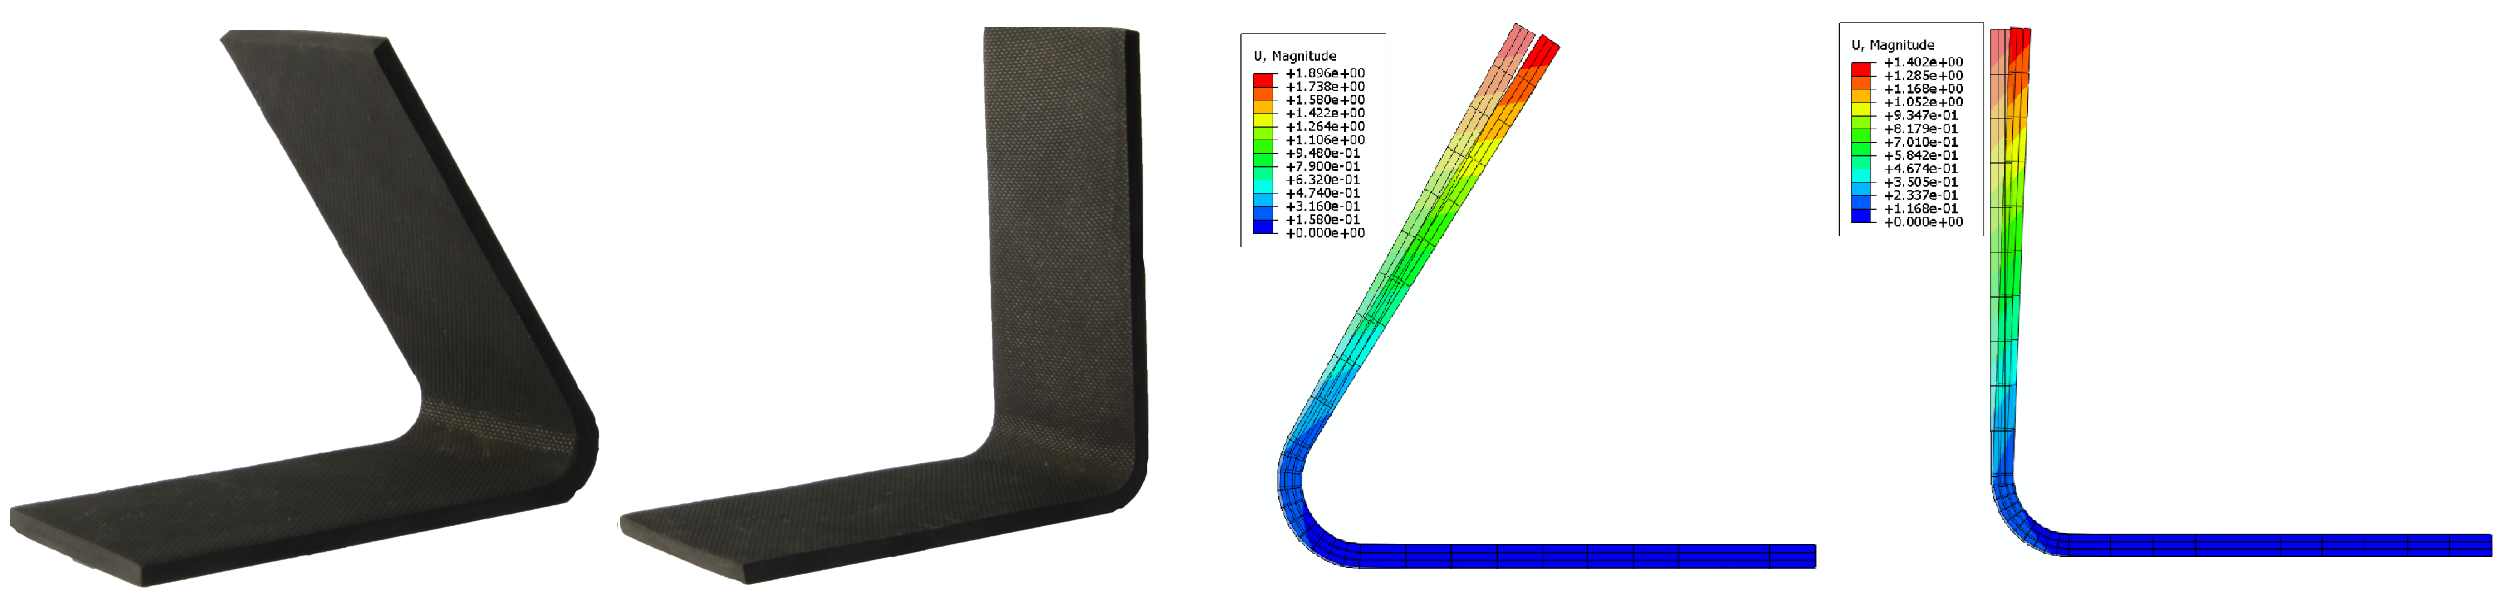 U, Magnitude
+1.896e+00
+1.738e+00
+1.580e+00
+1.422e+00
+1.264e+00
+1.106e+00
+9.480e-01
+7.900e-01
+6.320e-01
+4.740e-01
+3.160e-01
+1.580e-01
+0.000e+00
U, Magnitude
+1.402e+00
+1.285e+00
+1.168e+00
+1.052e+00
+9.347e-01
+8.179e-01
+7.010e-01
+5.842e-01
+4.674e-01
+3.505e-01
+2.337e-01
+1.168e-01
+0.000e+00